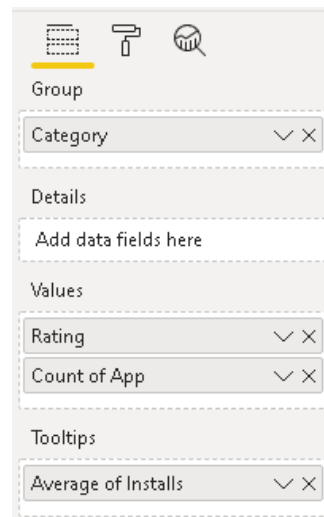 Group
Category
Details
Add data fields here
Values
Rating
Count of App
Tooltips
Average of Installs